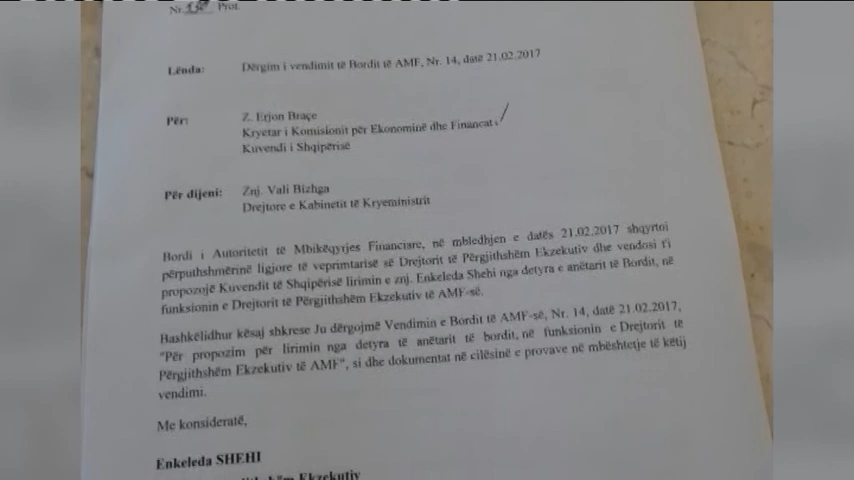 Nr. Prot.
Lënda: Dërgim i vendimit të Bordit të AMF, Nr. 14, datë 21.02.2017
Për: Z. Erjon Braçe
Kryetar i Komisionit për Ekonominë dhe Financat
Kuvendi i Shqipërisë
Për dijeni: Znj. Vali Bizhga
Drejtore e Kabinetit të Kryeministrit
Bordi i Autoritetit të Mbikëqyrjes Financiare, në mbledhjen e datës 21.02.2017 shqyrtoi
përputhshmërinë ligjore të veprimtarisë së Drejtorit të Përgjithshëm Ekzekutiv dhe vendosi t'i
propozojë Kuvendit të Shqipërisë lirimin e znj. Enkeleda Shehi nga detyra e anëtarit të Bordit, në
funksionin e Drejtorit të Përgjithshëm Ekzekutiv të AMF-së.
Bashkëlidhur kësaj shkrese Ju dërgojmë Vendimin e Bordit të AMF-së, Nr. 14, datë 21.02.2017,
"Për propozim për lirimin nga detyra të anëtarit të bordit, në funksionin e Drejtorit të
Përgjithshëm Ekzekutiv të AMF", si dhe dokumentat në cilësinë e provave në mbështetje të këtij
vendimi.
Me konsideratë,
Enkeleda SHEHI
Ekzekutiv